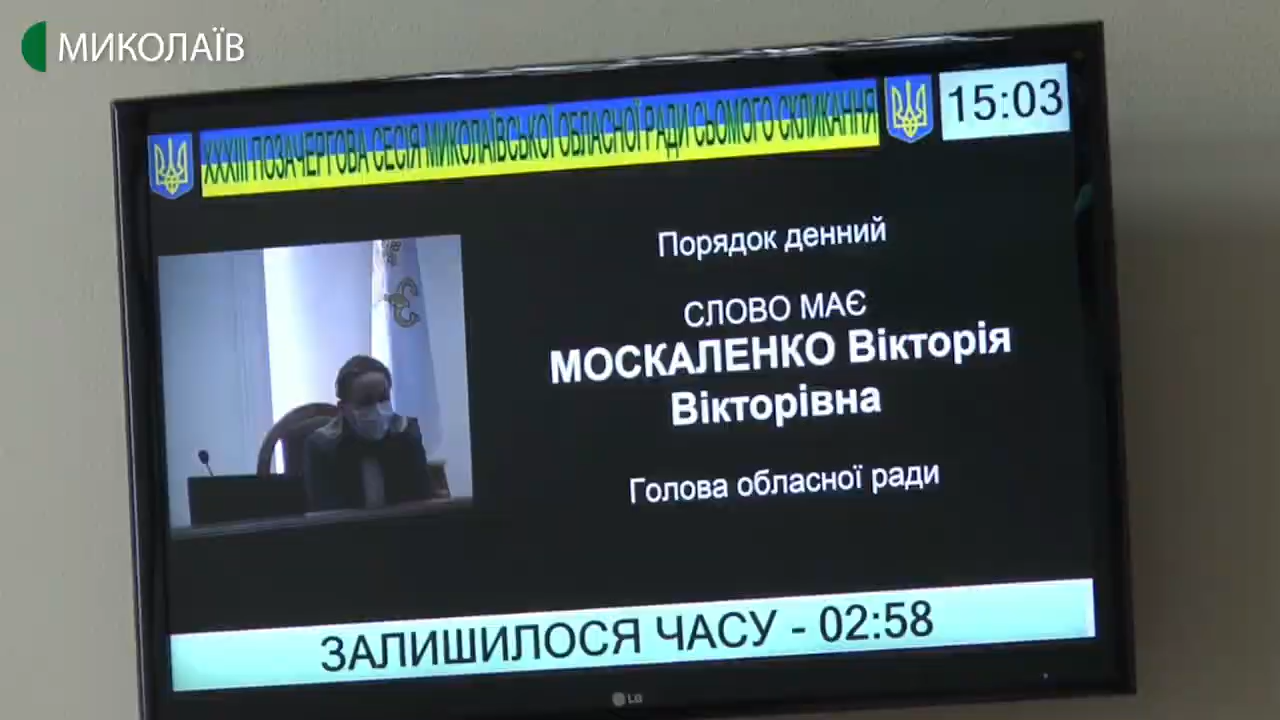 МИКОЛАЇВ
XXXIII ПОЗАЧЕРГОВА СЕСІЯ МИКОЛАЇВСЬКОЇ ОБЛАСНОЇ РАДИ СЬОМОГО СКЛИКАННЯ
15:03
Порядок денний
СЛОВО МАЄ
МОСКАЛЕНКО Вікторія
Вікторівна
Голова обласної ради
ЗАЛИШИЛОСЯ ЧАСУ - 02:58
LG